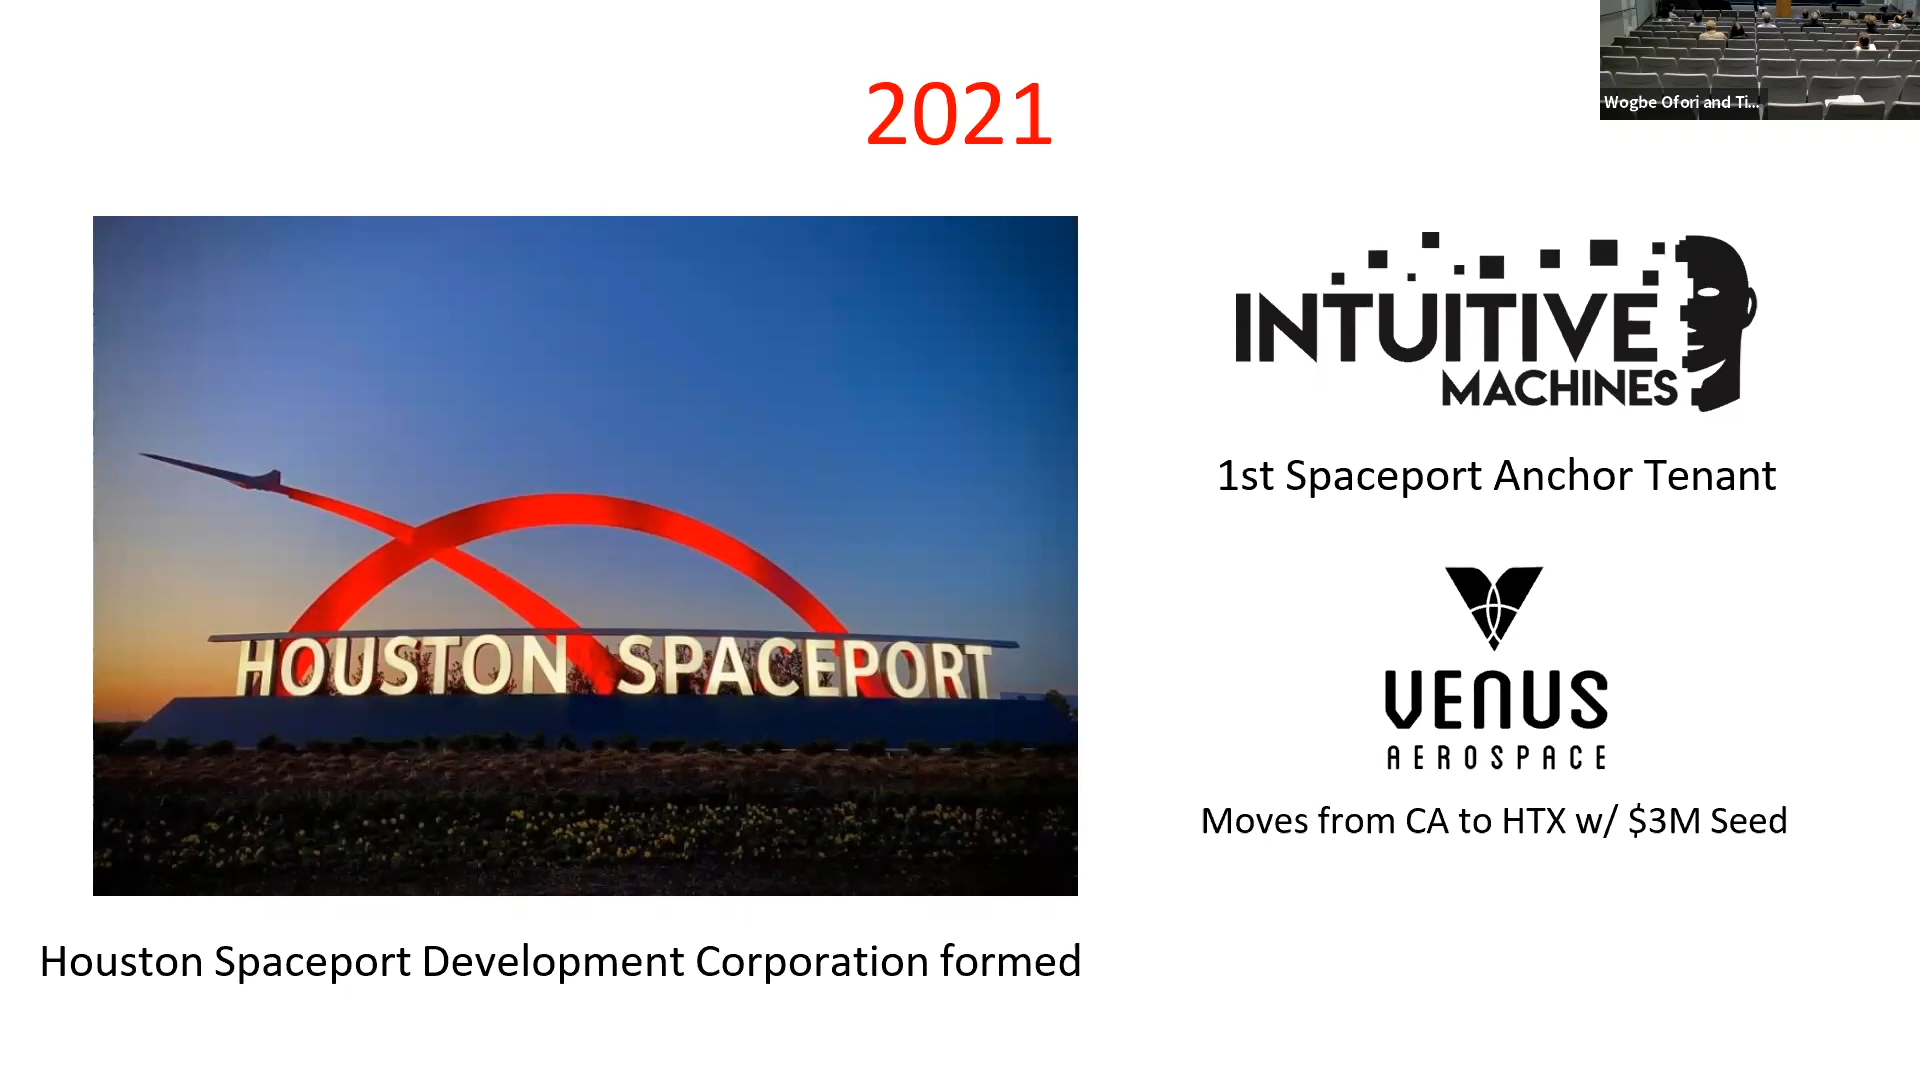 2021
Wogbe Ofori and Ti...
HOUSTON SPACEPORT
Houston Spaceport Development Corporation formed
INTUITIVE
MACHINES
1st Spaceport Anchor Tenant
VENUS
AEROSPACE
Moves from CA to HTX w/ $3M Seed